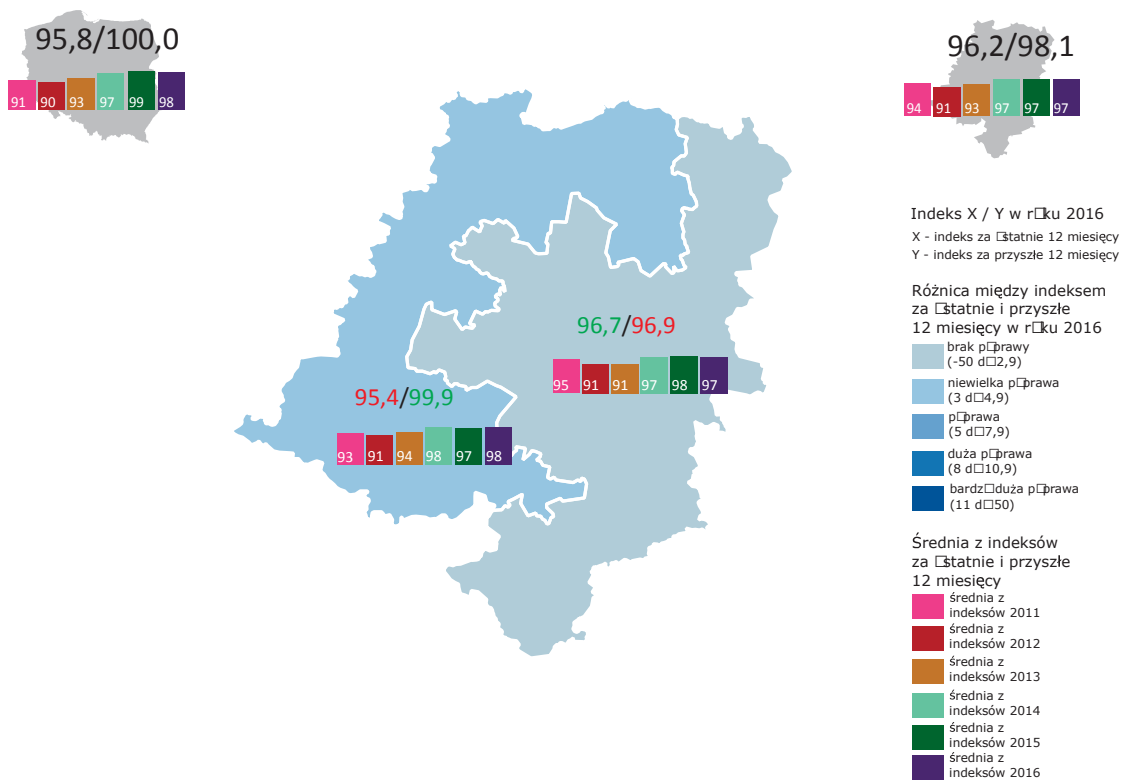 95,8/100,0
91 90 93 97 99 98
96,2/98,1
94 91 93 97 97 97
96,7/96,9
95 91 91 97 98 97
95,4/99,9
93 91 94 98 97 98
Indeks X / Y w r□ku 2016
X - indeks za □statnie 12 miesięcy
Y - indeks za przyszłe 12 miesięcy
Różnica między indeksem
za □statnie i przyszłe
12 miesięcy w r□ku 2016
brak p□prawy
(-50 d□2,9)
niewielka p□prawa
(3 d□4,9)
p□prawa
(5 d□7,9)
duża p□prawa
(8 d□10,9)
bardz□duża p□prawa
(11 d□50)
Średnia z indeksów
za □statnie i przyszłe
12 miesięcy
średnia z
indeksów 2011
średnia z
indeksów 2012
średnia z
indeksów 2013
średnia z
indeksów 2014
średnia z
indeksów 2015
średnia z
indeksów 2016